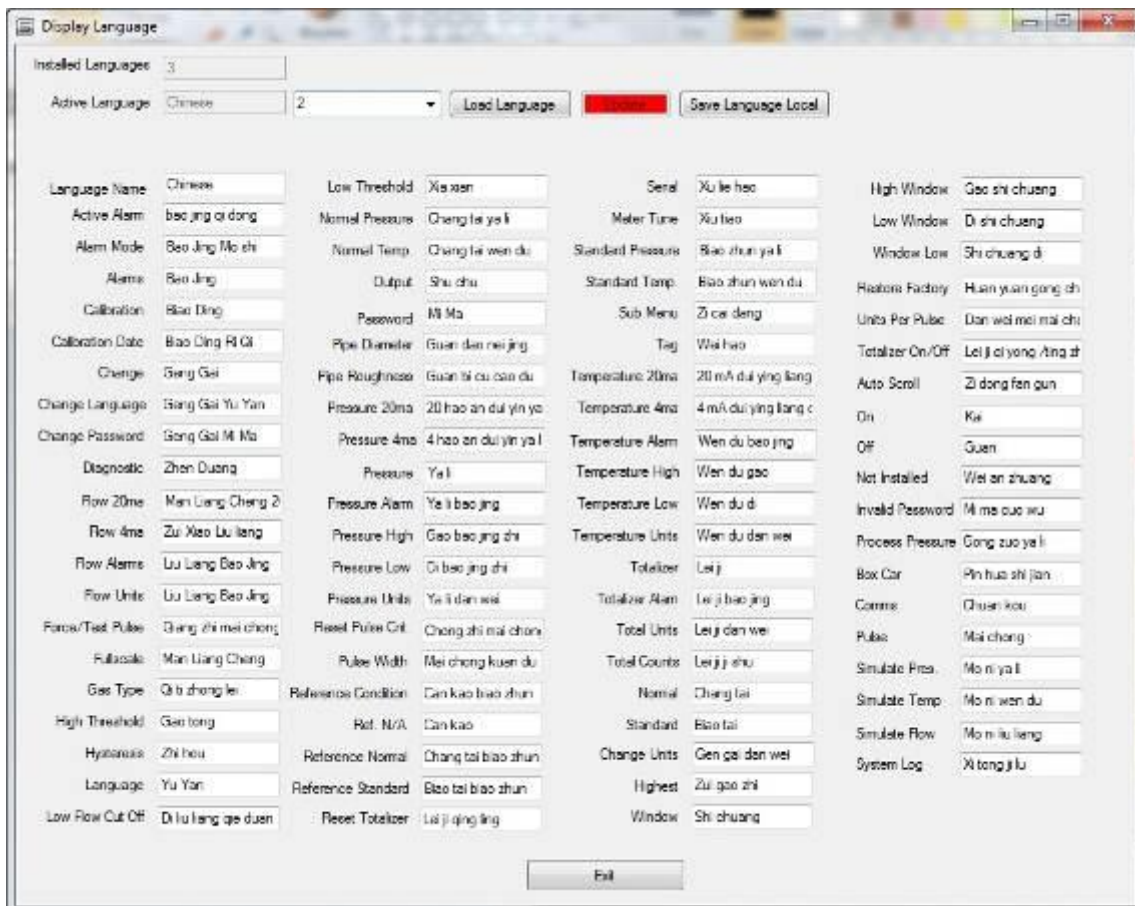 Display Language
Installed Languages 3
Active Language Chinese 2 Load Language Update Save Language Local
Language Name Chinese
Active Alarm bao jing qi dong
Alarm Mode Bao Jing Mo shi
Alarms Bao Jing
Calibration Biao Ding
Calibration Date Biao Ding Ri Qi
Change Geng Gai
Change Language Geng Gai Yu Yan
Change Password Geng Gai Mi Ma
Diagnostic Zhen Duang
Flow 20ma Man Liang Cheng 2
Flow 4ma Zui Xiao Liu liang
Flow Alarms Liu Liang Bao Jing
Flow Units Liu Liang Bao Jing
Force/Test Pulse Qiang zhi mai chong
Fullscale Man Liang Cheng
Gas Type Qi ti zhong lei
High Threshold Gao tong
Hysteresis Zhi hou
Language Yu Yan
Low Flow Cut Off Di liu liang qie duan
Low Threshold Xia xian
Normal Pressure Chang tai ya li
Normal Temp. Chang tai wen du
Output Shu chu
Password Mi Ma
Pipe Diameter Guan dao nei jing
Pipe Roughness Guan bi cu cao du
Pressure 20ma 20 hao an dui yin ya
Pressure 4ma 4 hao an dui yin ya l
Pressure Ya li
Pressure Alarm Ya li bao jing
Pressure High Gao bao jing zhi
Pressure Low Di bao jing zhi
Pressure Units Ya li dan wei
Reset Pulse Cnt. Chong zhi mai chon
Pulse Width Mai chong kuan du
Reference Condition Can kao biao zhun
Ref. N/A Can kao
Reference Normal Chang tai biao zhun
Reference Standard Biao tai biao zhun
Reset Totalizer Lei ji qing ling
Serial Xu lie hao
Meter Tune Xiu tiao
Standard Pressure Biao zhun ya li
Standard Temp. Biao zhun wen du
Sub Menu Zi cai dang
Tag Wei hao
Temperature 20ma 20 mA dui ying liang
Temperature 4ma 4 mA dui ying liang c
Temperature Alarm Wen du bao jing
Temperature High Wen du gao
Temperature Low Wen du di
Temperature Units Wen du dan wei
Totalizer Lei ji
Totalizer Alarm Lei ji bao jing
Total Units Lei ji dan wei
Total Counts Lei ji ji shu
Normal Chang tai
Standard Biao tai
Change Units Gen gai dan wei
Highest Zui gao zhi
Window Shi chuang
High Window Gao shi chuang
Low Window Di shi chuang
Window Low Shi chuang di
Restore Factory Huan yuan gong ch
Units Per Pulse Dan wei mei mai cho
Totalizer On/Off Lei ji qi yong /ting zh
Auto Scroll Zi dong fan gun
On Kai
Off Guan
Not Installed Wei an zhuang
Invalid Password Mi ma cuo wu
Process Pressure Gong zuo ya li
Box Car Pin hua shi jian
Comms Chuan kou
Pulse Mai chong
Simulate Pres. Mo ni ya li
Simulate Temp Mo ni wen du
Simulate Flow Mo ni liu liang
System Log Xi tong ji lu
Exit